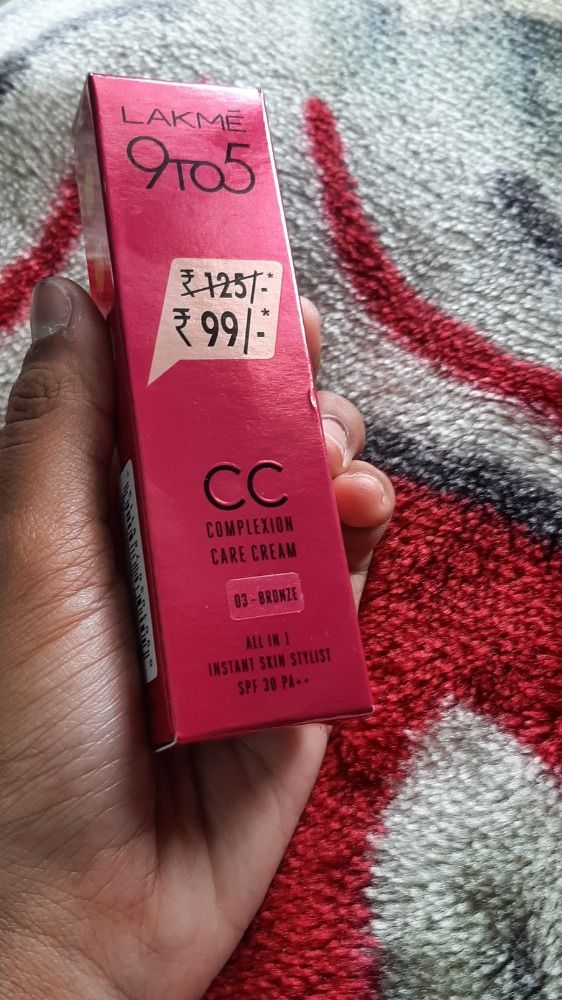 LAKMĒ
9TO5
₹ 125/-*
₹ 99/-*
CC
COMPLEXION
CARE CREAM
03 - BRONZE
ALL IN 1
INSTANT SKIN STYLIST
SPF 30 PA++